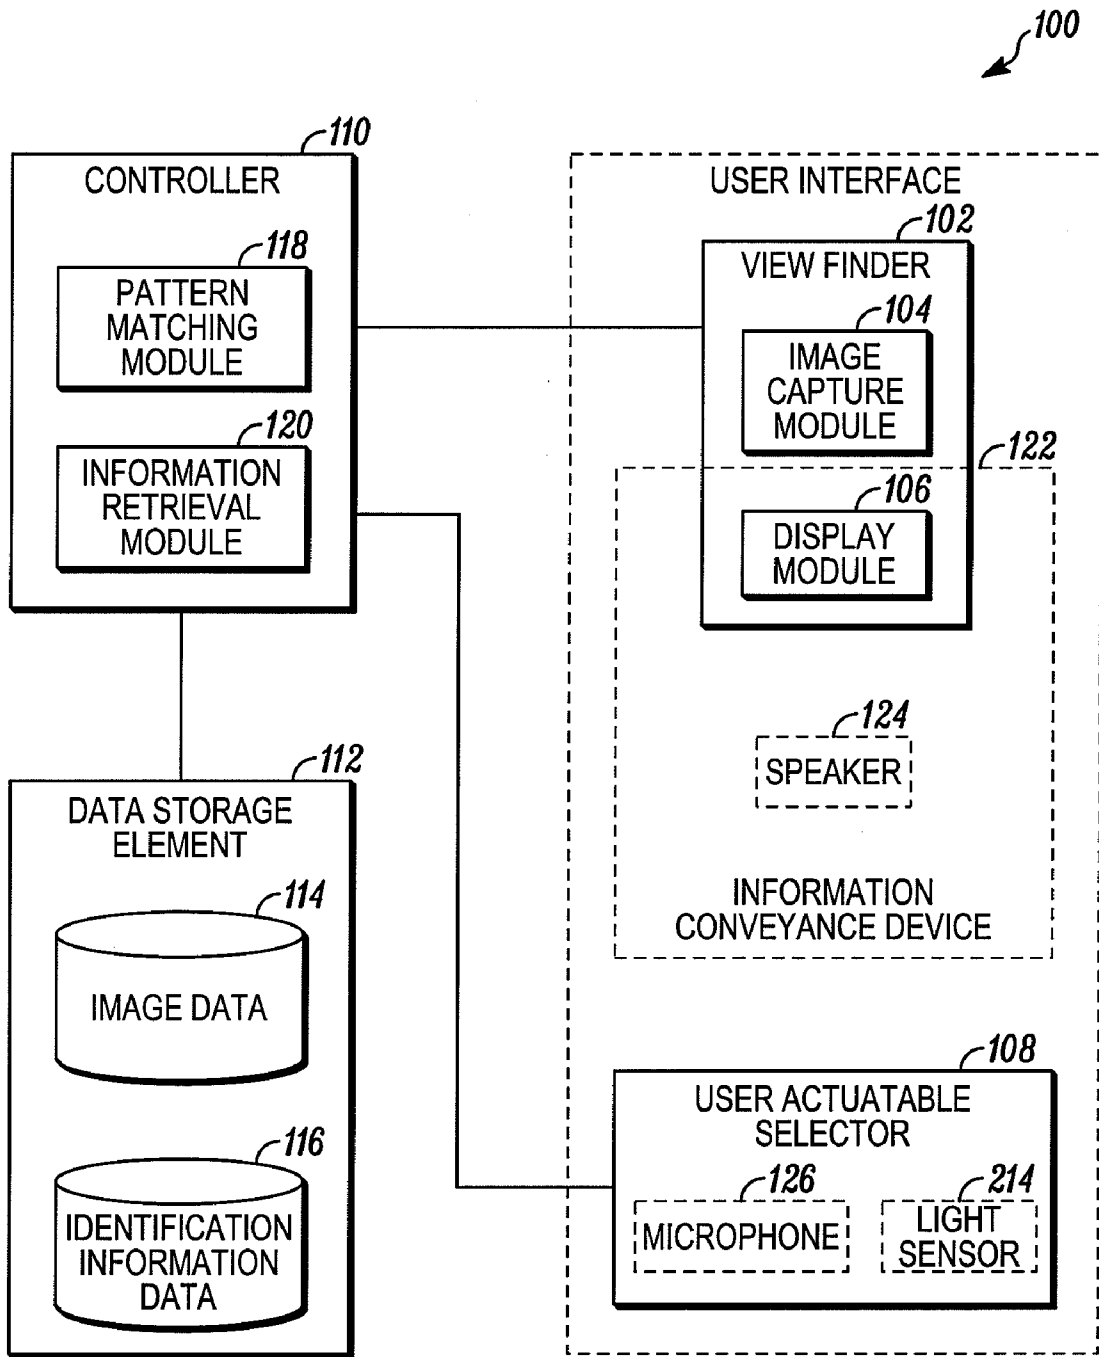 100
110
CONTROLLER
118
PATTERN
MATCHING
MODULE
120
INFORMATION
RETRIEVAL
MODULE
USER INTERFACE
102
VIEW FINDER
104
IMAGE
CAPTURE
MODULE
122
106
DISPLAY
MODULE
124
SPEAKER
INFORMATION
CONVEYANCE DEVICE
112
DATA STORAGE
ELEMENT
114
IMAGE DATA
116
IDENTIFICATION
INFORMATION
DATA
108
USER ACTUATABLE
SELECTOR
126
MICROPHONE
214
LIGHT
SENSOR